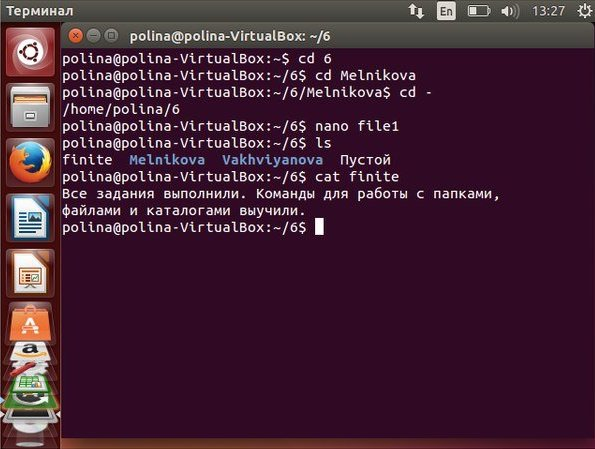 Терминал
En
13:27
polina@polina-VirtualBox: ~/6
polina@polina-VirtualBox:~$ cd 6
polina@polina-VirtualBox:~/6$ cd Melnikova
polina@polina-VirtualBox:~/6/Melnikova$ cd -
/home/polina/6
polina@polina-VirtualBox:~/6$ nano file1
polina@polina-VirtualBox:~/6$ ls
finite  Melnikova  Vakhviyanova  Пустой
polina@polina-VirtualBox:~/6$ cat finite
Все задания выполнили. Команды для работы с папками,
файлами и каталогами выучили.
polina@polina-VirtualBox:~/6$